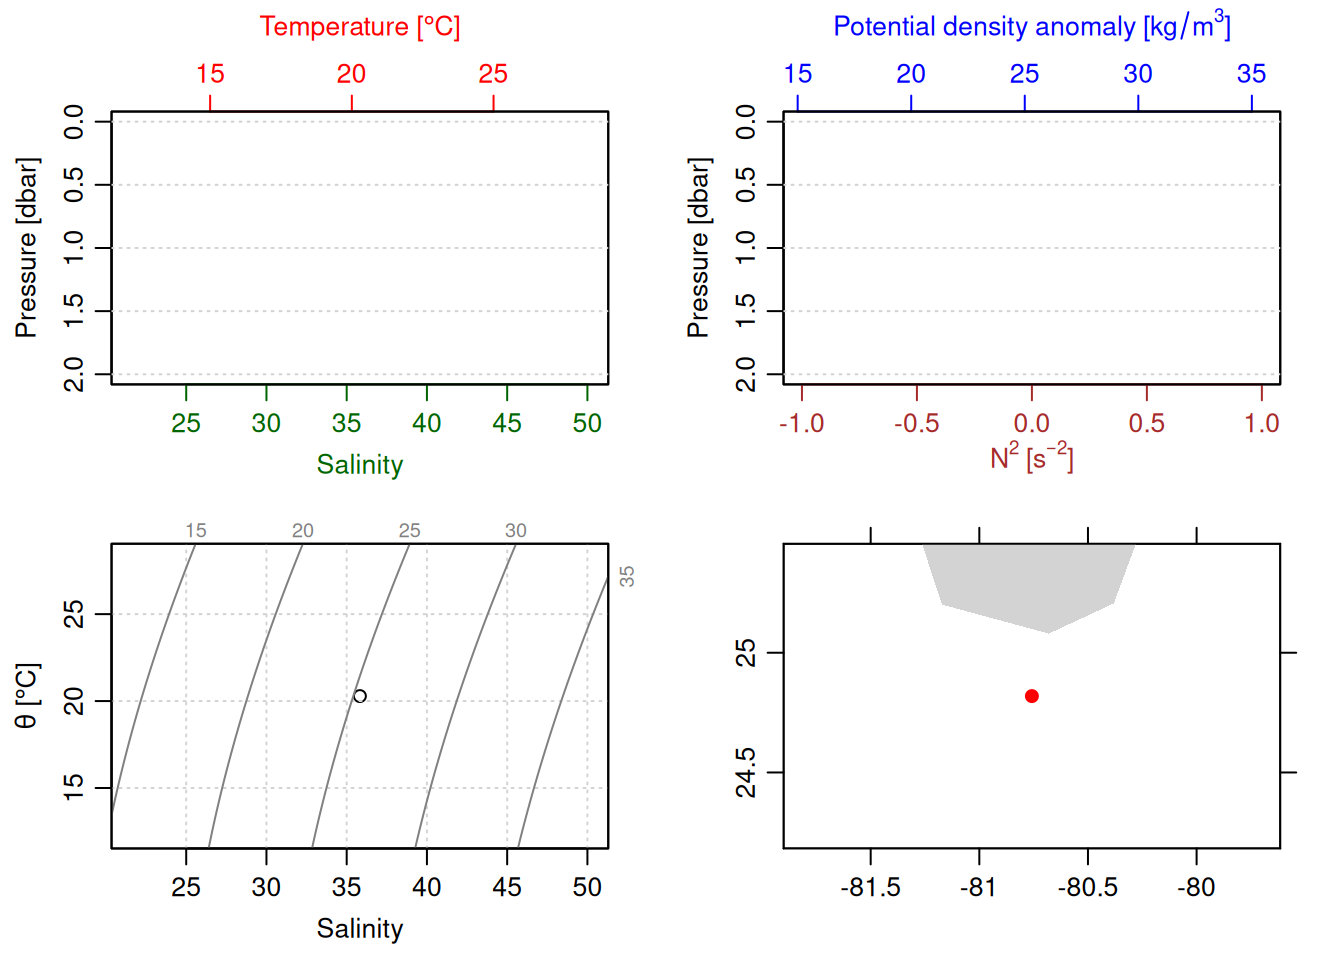 Temperature [°C]
15 20 25
0.0
0.5
1.0
1.5
2.0
Pressure [dbar]
25 30 35 40 45 50
Salinity
Potential density anomaly [kg/m³]
15 20 25 30 35
0.0
0.5
1.0
1.5
2.0
Pressure [dbar]
-1.0 -0.5 0.0 0.5 1.0
N² [s⁻²]
15 20 25 30
35
25
20
15
θ [°C]
25 30 35 40 45 50
Salinity
25
24.5
-81.5 -81 -80.5 -80